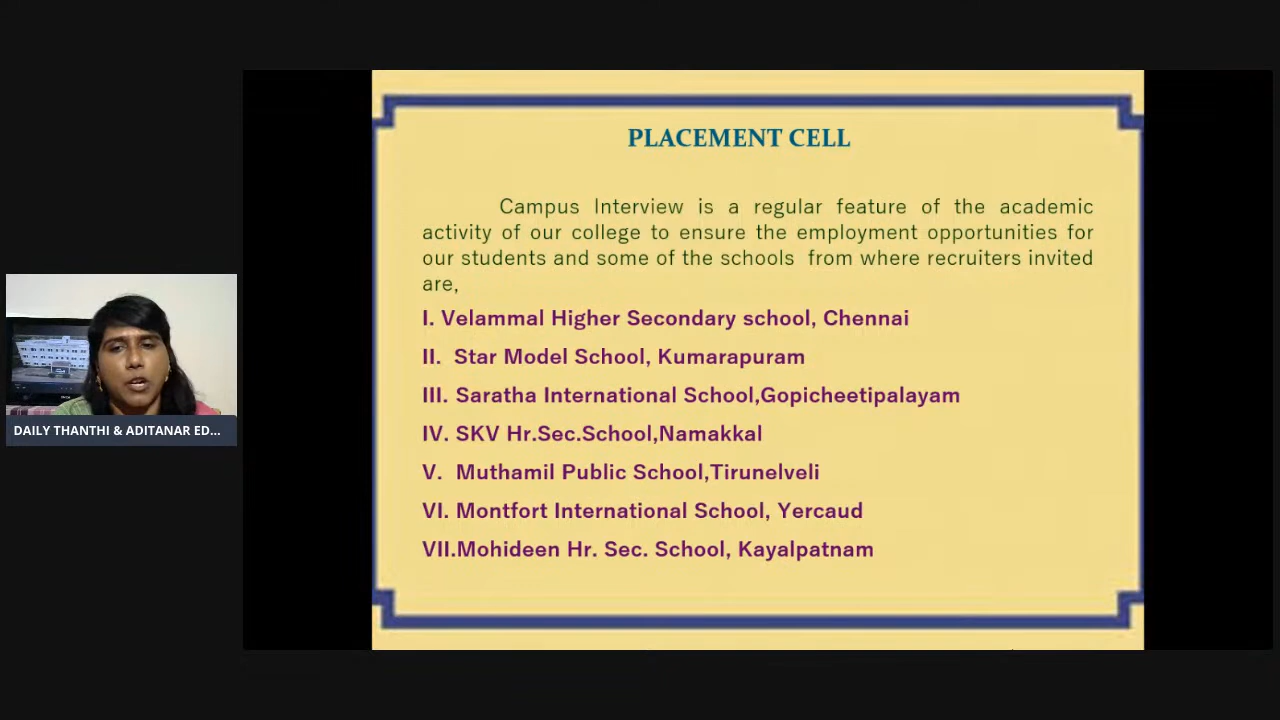 PLACEMENT CELL
Campus Interview is a regular feature of the academic
activity of our college to ensure the employment opportunities for
our students and some of the schools from where recruiters invited
are,
I. Velammal Higher Secondary school, Chennai
II. Star Model School, Kumarapuram
III. Saratha International School,Gopicheetipalayam
IV. SKV Hr.Sec.School,Namakkal
V. Muthamil Public School,Tirunelveli
VI. Montfort International School, Yercaud
VII.Mohideen Hr. Sec. School, Kayalpatnam
DAILY THANTHI & ADITANAR ED...